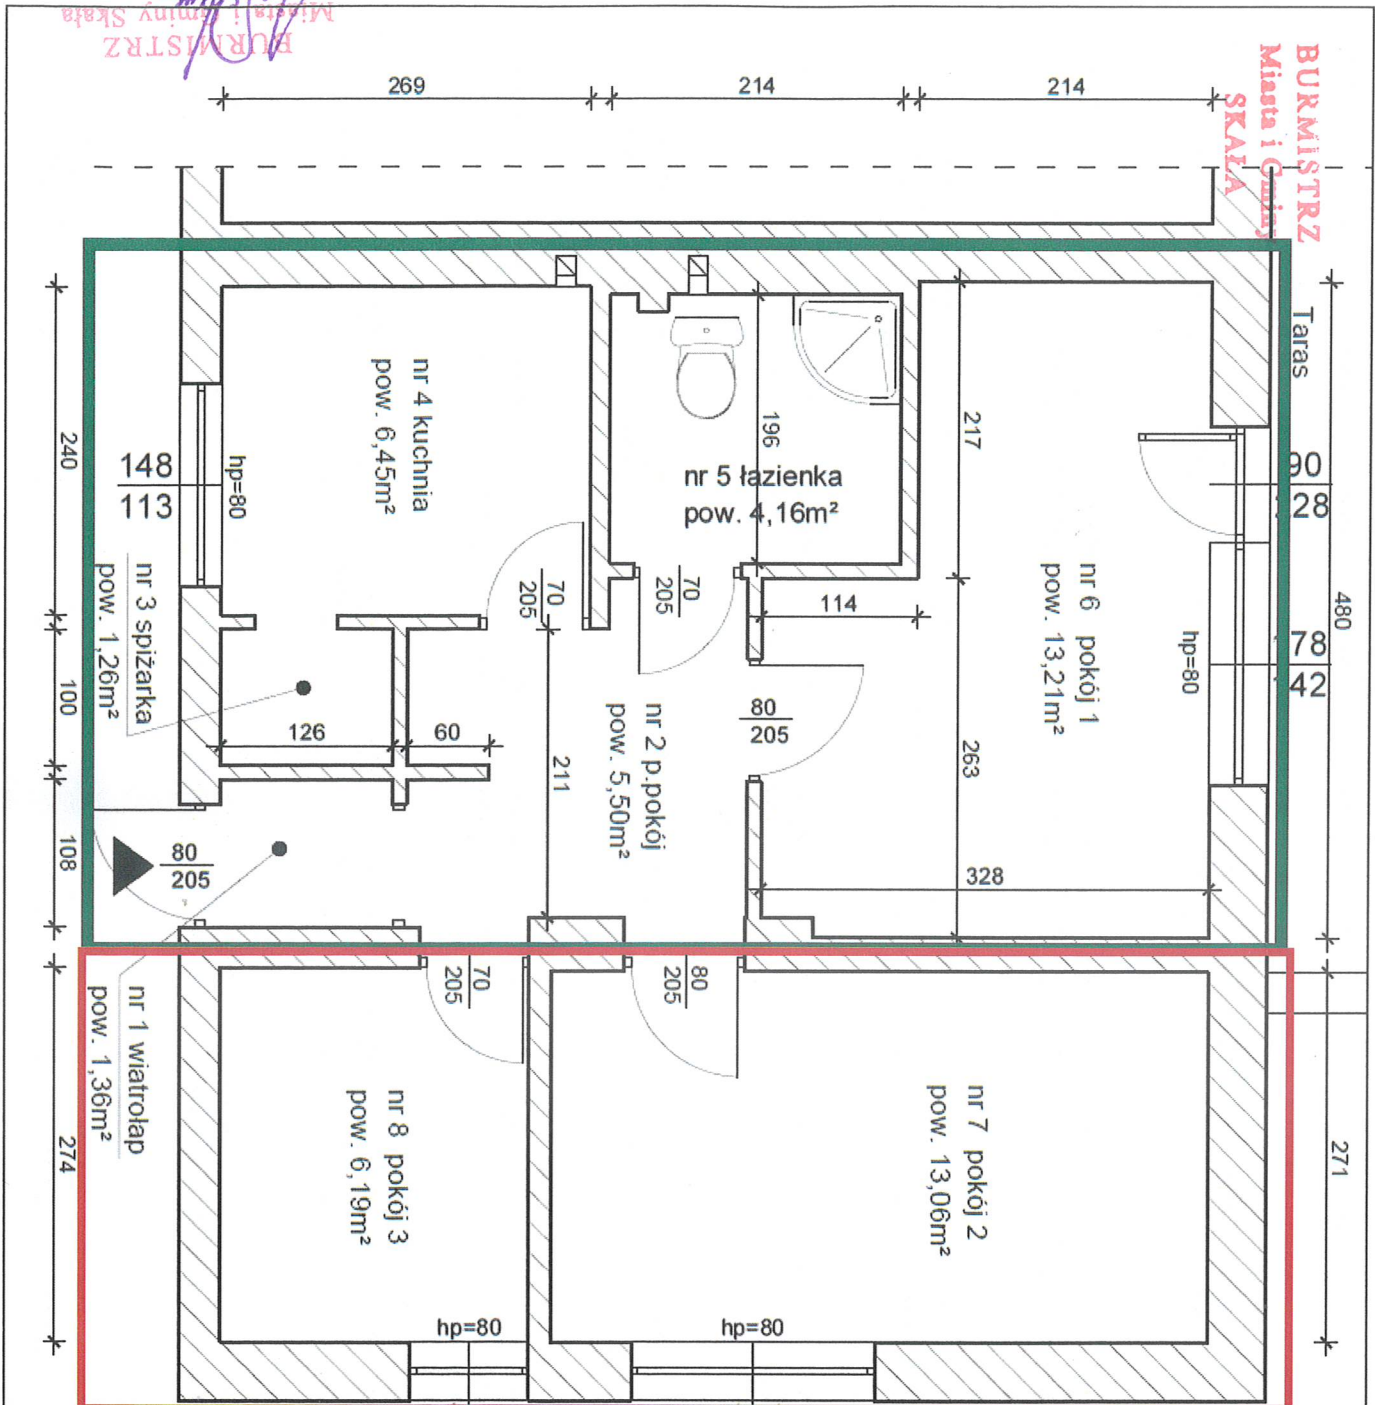 BURMISTRZ
Miasta i Gminy Skała
BURMISTRZ
Miasta i Gminy
SKAŁA
269
214
214
Taras
480
271
240
100
108
274
nr 4 kuchnia
pow. 6,45m²
148
113
hp=80
nr 5 łazienka
pow. 4,16m²
196
217
90
28
nr 6 pokój 1
pow. 13,21m²
hp=80
78
42
70
205
70
205
114
nr 3 spiżarka
pow. 1,26m²
126
60
211
nr 2 p.pokój
pow. 5,50m²
80
205
263
328
80
205
nr 1 wiatrołap
pow. 1,36m²
70
205
80
205
nr 8 pokój 3
pow. 6,19m²
nr 7 pokój 2
pow. 13,06m²
hp=80
hp=80